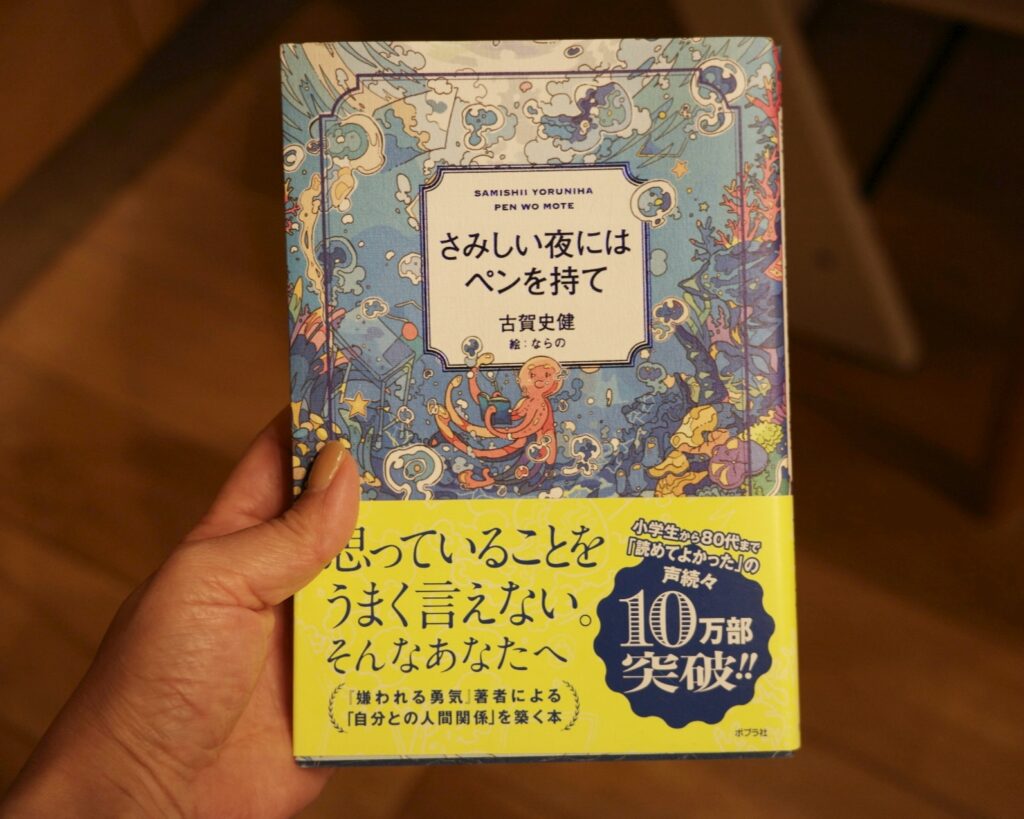 SAMISHII YORUNIHA
PEN WO MOTE
さみしい夜には
ペンを持て
古賀史健
絵:ならの
思っていることを
うまく言えない。
そんなあなたへ
『嫌われる勇気』著者による
「自分との人間関係」を築く本
小学生から80代まで
「読めてよかった」の
声続々
10万部
突破!!
ポプラ社